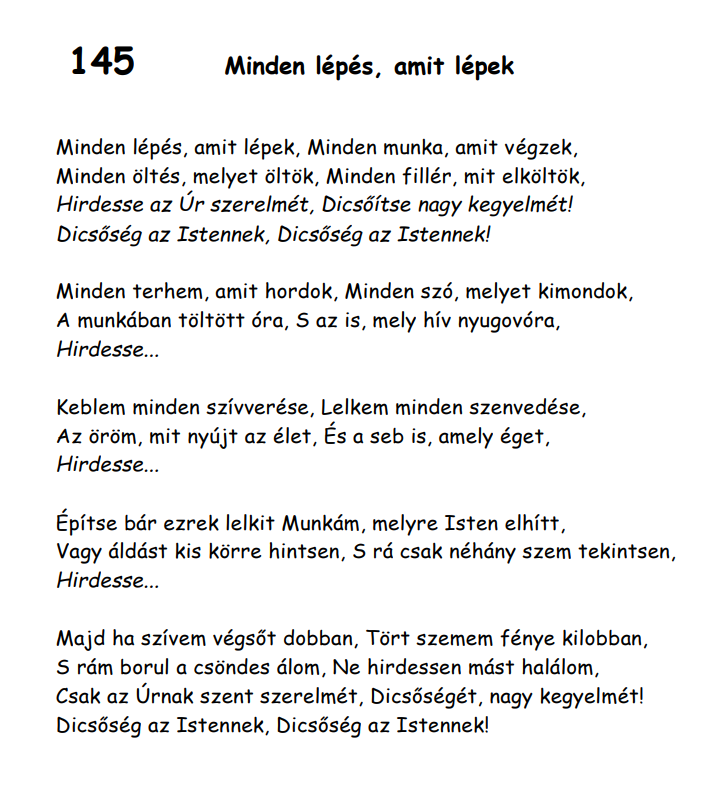 145 Minden lépés, amit lépek
Minden lépés, amit lépek, Minden munka, amit végzek,
Minden öltés, melyet öltök, Minden fillér, mit elköltök,
Hirdesse az Úr szerelmét, Dicsőítse nagy kegyelmét!
Dicsőség az Istennek, Dicsőség az Istennek!
Minden terhem, amit hordok, Minden szó, melyet kimondok,
A munkában töltött óra, S az is, mely hív nyugovóra,
Hirdesse...
Keblem minden szívverése, Lelkem minden szenvedése,
Az öröm, mit nyújt az élet, És a seb is, amely éget,
Hirdesse...
Építse bár ezrek lelkit Munkám, melyre Isten elhítt,
Vagy áldást kis körre hintsen, S rá csak néhány szem tekintsen,
Hirdesse...
Majd ha szívem végsőt dobban, Tört szemem fénye kilobban,
S rám borul a csöndes álom, Ne hirdessen mást halálom,
Csak az Úrnak szent szerelmét, Dicsőségét, nagy kegyelmét!
Dicsőség az Istennek, Dicsőség az Istennek!